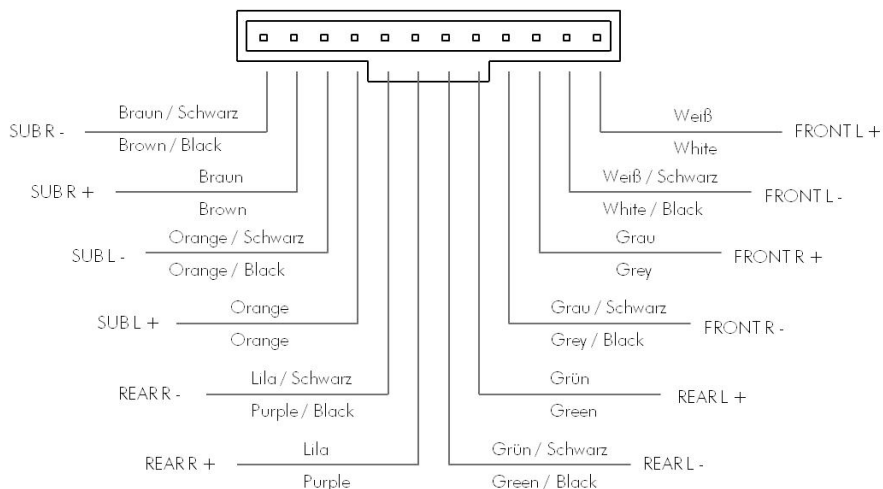 Braun / Schwarz
SUB R -
Brown / Black
Braun
SUB R +
Brown
Orange / Schwarz
SUB L -
Orange / Black
Orange
SUB L +
Orange
Lila / Schwarz
REAR R -
Purple / Black
Lila
REAR R +
Purple
Weiß
FRONT L +
White
Weiß / Schwarz
FRONT L -
White / Black
Grau
FRONT R +
Grey
Grau / Schwarz
FRONT R -
Grey / Black
Grün
REAR L +
Green
Grün / Schwarz
REAR L -
Green / Black